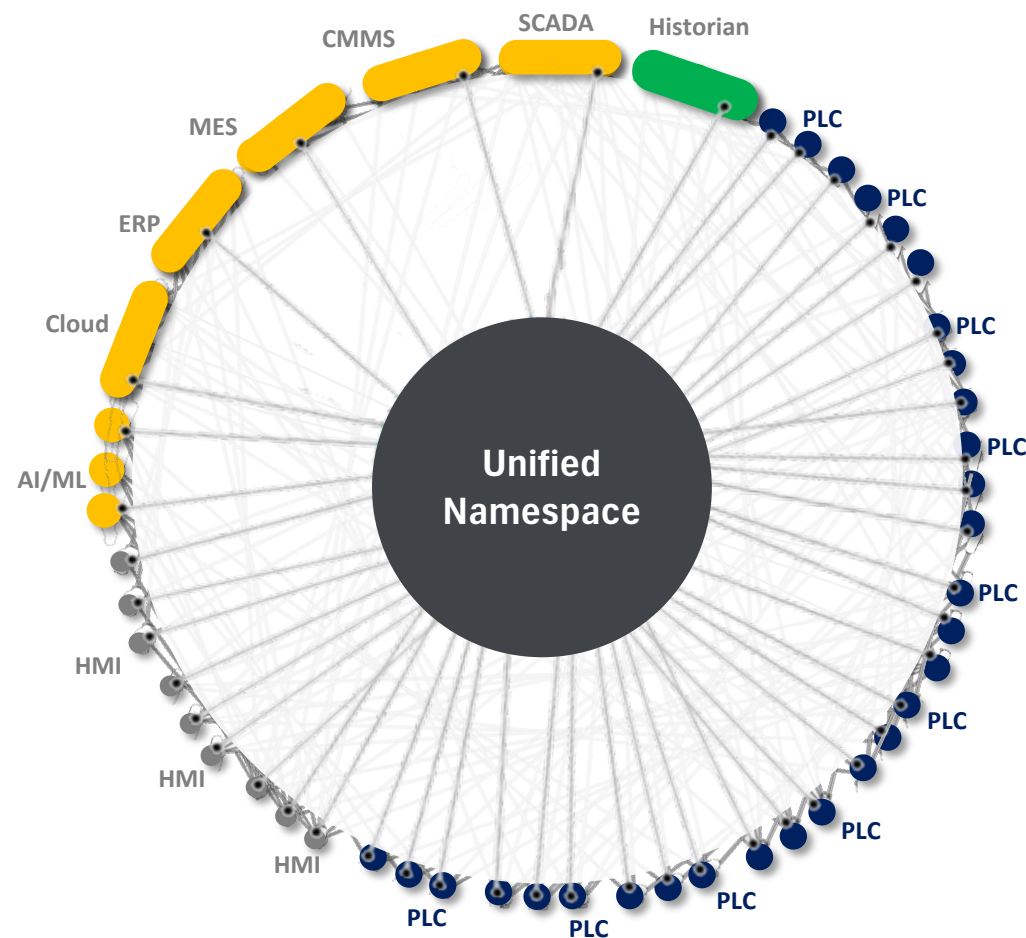 SCADA
Historian
CMMS
PLC
MES
PLC
ERP
Cloud
PLC
PLC
Unified
Namespace
AI/ML
PLC
HMI
PLC
HMI
PLC
HMI
PLC
PLC
PLC